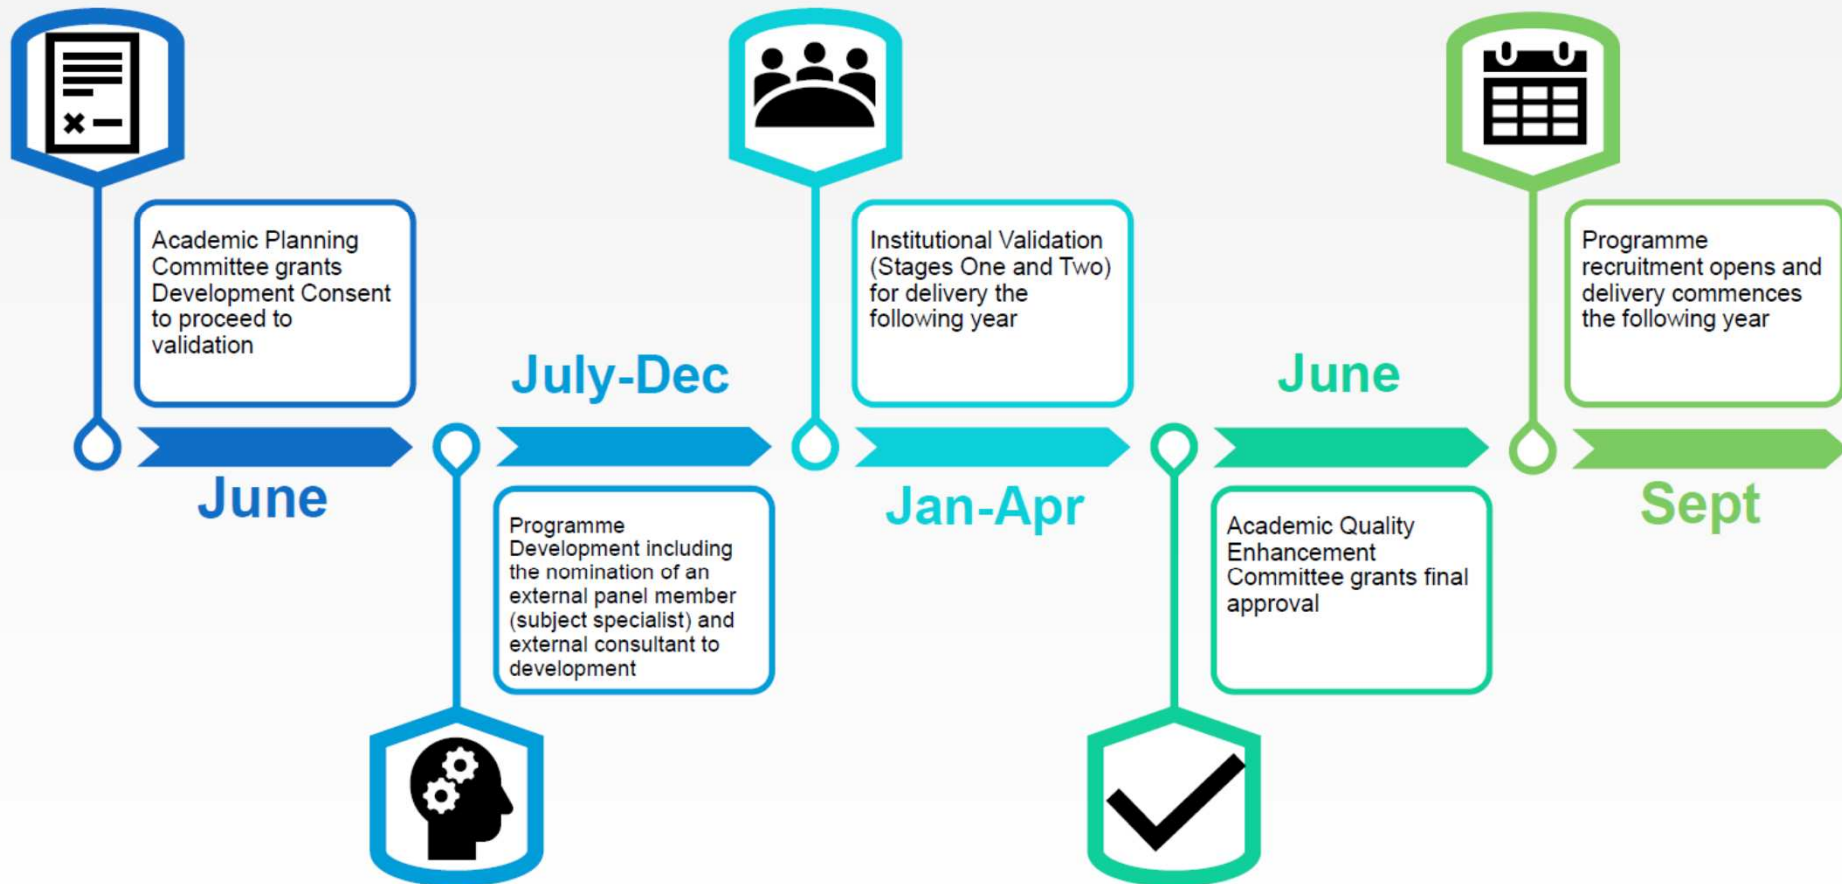 Academic Planning
Committee grants
Development Consent
to proceed to
validation
June
July-Dec
Programme
Development including
the nomination of an
external panel member
(subject specialist) and
external consultant to
development
Institutional Validation
(Stages One and Two)
for delivery the
following year
Jan-Apr
June
Academic Quality
Enhancement
Committee grants final
approval
Programme
recruitment opens and
delivery commences
the following year
Sept